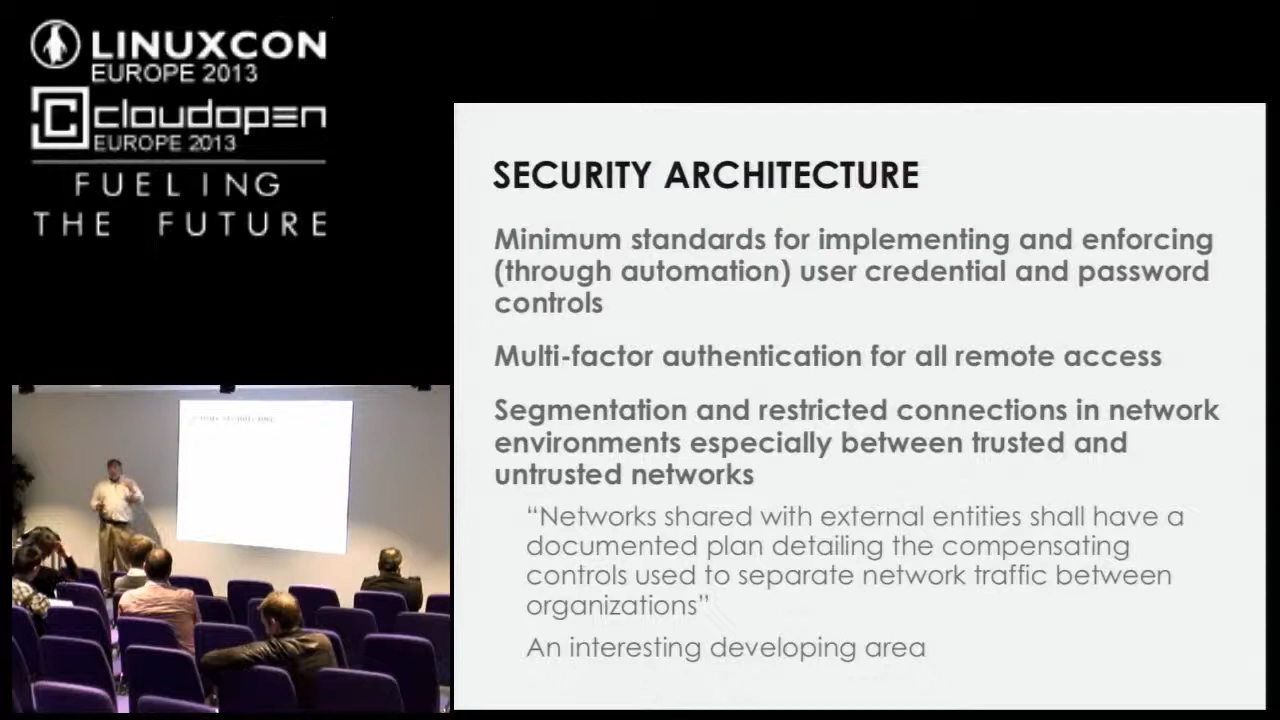 LINUXCON
EUROPE 2013
cloudopen
EUROPE 2013
FUELING
THE FUTURE
SECURITY ARCHITECTURE
Minimum standards for implementing and enforcing
(through automation) user credential and password
controls
Multi-factor authentication for all remote access
Segmentation and restricted connections in network
environments especially between trusted and
untrusted networks
“Networks shared with external entities shall have a
documented plan detailing the compensating
controls used to separate network traffic between
organizations”
An interesting developing area